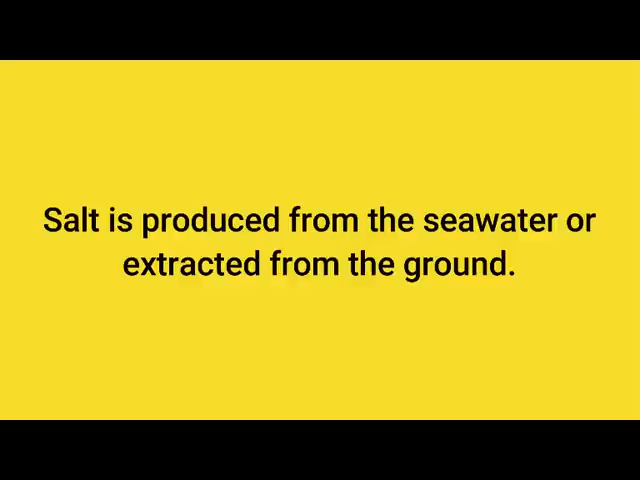 Salt is produced from the seawater or
extracted from the ground.